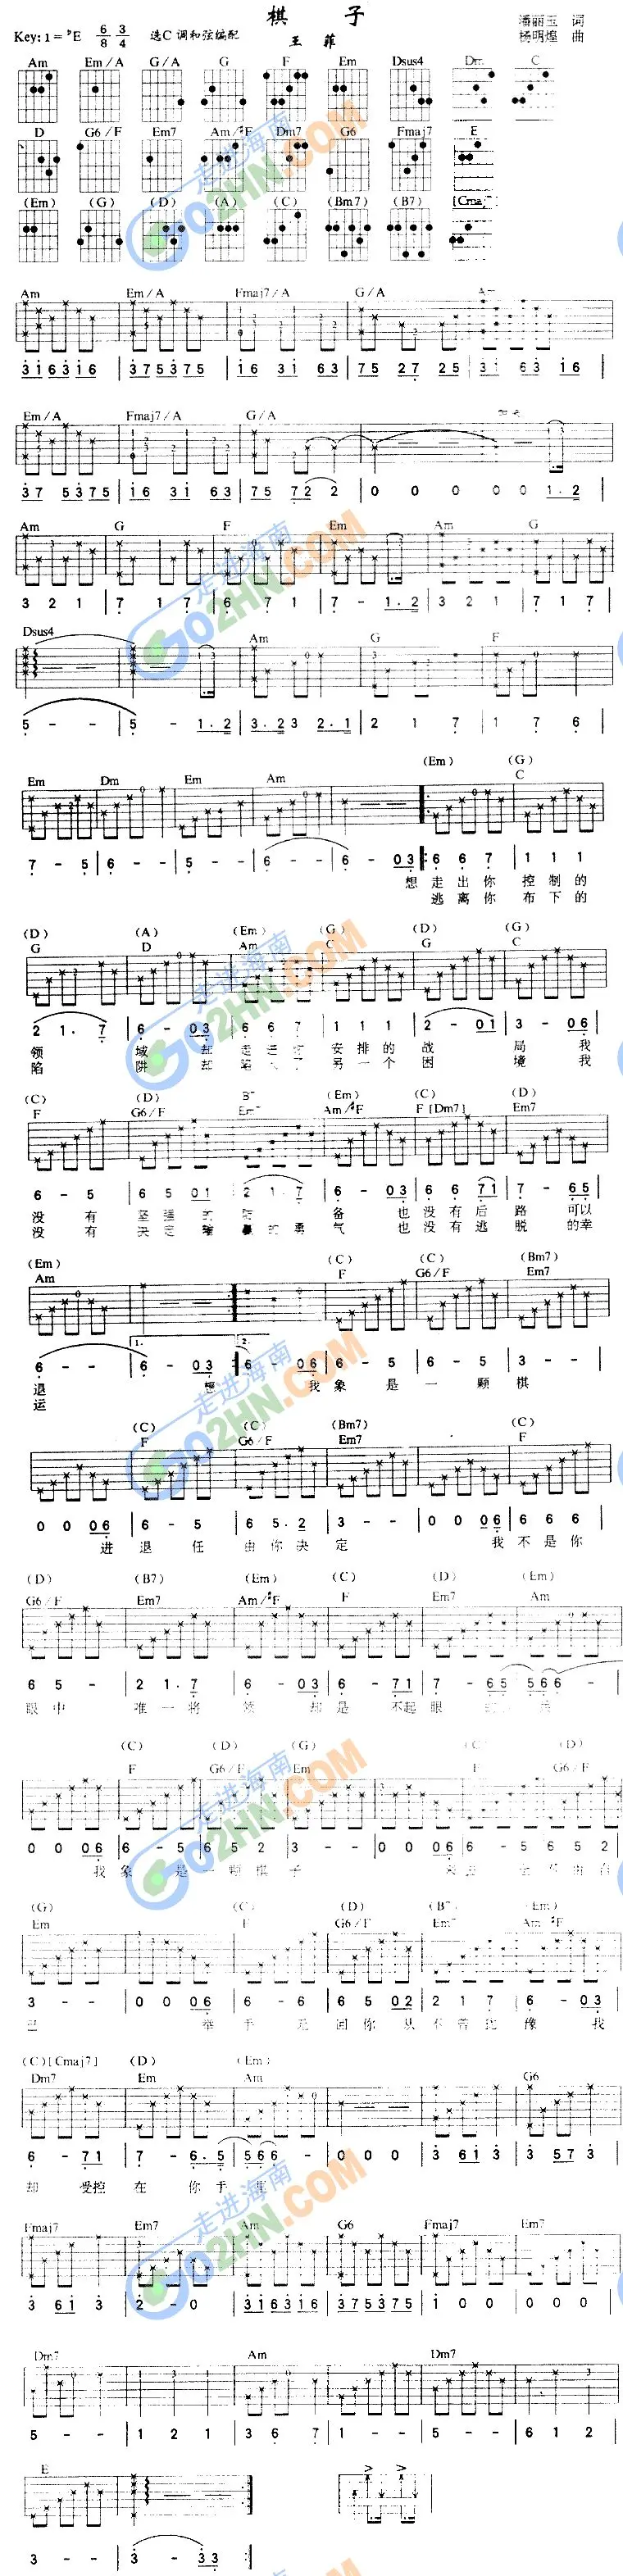 棋 子
潘丽玉 词
Key: 1 = ♭E 6/8 3/4 选C 调和弦编配
王 菲
杨明煌 曲
Am Em/A G/A G F Em Dsus4 Dm C
D G6/F Em7 Am/#F Dm7 G6 Fmaj7 E
(Em) (G) (D) (A) (C) (Bm7) (B7) [Cmaj7]
走进海南
GO2HN.COM
Am Em/A Fmaj7/A G/A Am
3 1 6 3 1 6 | 3 7 5 3 7 5 | 1 6 3 1 6 3 | 7 5 2 7 2 5 | 3 1 6 3 1 6
Em/A Fmaj7/A G/A
3 7 5 3 7 5 | 1 6 3 1 6 3 | 7 5 7 2 2 | 0 0 0 0 0 1.2
Am G F Em Am G
3 2 1 | 7 1 7 | 6 7 1 | 7 - 1.2 | 3 2 1 | 7 1 7
Dsus4 Am G F
5 - - | 5 - 1.2 | 3.2 3 2.1 | 2 1 7 | 1 7 6
(Em) (G)
Em Dm Em Am C
7 - 5 | 6 - - | 5 - - | 6 - - | 6 - 0 3 | 6 6 7 | 1 1 1
想 走 出 你 控 制 的
逃 离 你 布 下 的
(D) (A) (Em) (G) (D) (G)
G D Am C G C
2 1. 7 | 6 - 0 3 | 6 6 7 | 1 1 1 | 2 - 0 1 | 3 - 0 6
领 域 却 走 进 安 排 的 战 局 我
陷 阱 却 陷 另 一 个 困 境 我
(C) (D) (Em) (C) (D)
F G6/F Em7 Am/#F F [Dm7] Em7
6 - 5 | 6 5 0 1 | 2 1. 7 | 6 - 0 3 | 6 6 7 1 | 7 - 6 5
没 有 坚 强 的 备 也 没 有 后 路 可以
没 有 决 定 输 赢 的 勇 气 也 没 有 逃 脱 的幸
(Em) (C) (C) (Bm7)
Am F G6/F Em7
1. 2.
6 - - | 6 - 0 3 | 6 - 0 6 | 6 - 5 | 6 - 5 | 3 - -
退 想 我 象 是 一 颗 棋
运
(C) (C) (Bm7) (C)
F G6/F Em7 F
0 0 0 6 | 6 - 5 | 6 5.2 | 3 - - | 0 0 0 6 | 6 6 6
进 退 任 由 你 决 定 我 不 是 你
(D) (B7) (Em) (C) (D) (Em)
G6/F Em7 Am/#F F Em7 Am
6 5 - | 2 1. 7 | 6 - 0 3 | 6 - 7 1 | 7 - 6 5 | 5 6 6 -
眼 中 唯 一 将 领 却 是 不起 眼
(C) (D) (G) (C) (D)
F G6/F Em F G6/F
0 0 0 6 | 6 - 5 | 6 5 2 | 3 - - | 0 0 0 6 | 6 - 5 | 6 5 2
我 象 是 一 颗 棋 子 来 去 全 不 由 自
(G) (C) (D) (Em)
Em F G6/F Am/#F
3 - - | 0 0 0 6 | 6 - 6 | 6 5 0 2 | 2 1 7 | 6 - 0 3
己 举 手 无 回 你 从 不 曾 犹 豫 我
(C) [Cmaj7] (D) (Em)
Dm7 Em Am G6
6 - 7 1 | 7 - 6.5 | 5 6 6 - | 0 0 0 | 3 6 1 3 | 3 5 7 3
却 受控 在 你 手 里
Fmaj7 Em7 Am G6 Fmaj7 Em7
3 6 1 3 | 2 - 0 | 3 1 6 3 1 6 | 3 7 5 3 7 5 | 1 0 0 | 0 0 0
Dm7 Am Dm7
5 - - | 1 2 1 | 3 6 7 | 1 - - | 5 - - | 6 1 2
E
3 - - | 3 - 3 3